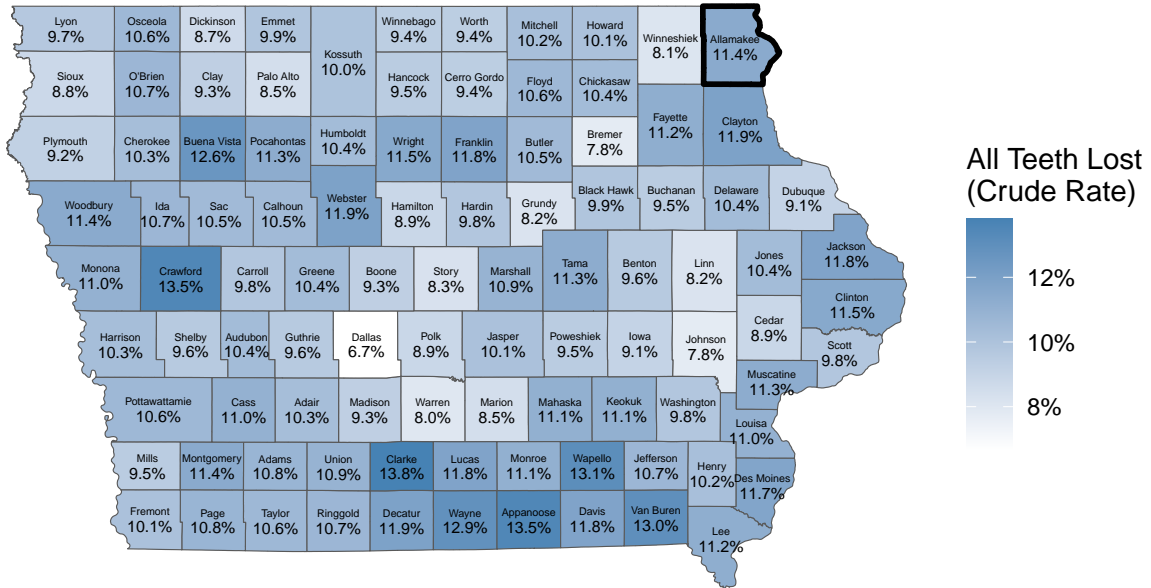 Lyon
9.7%
Osceola
10.6%
Dickinson
8.7%
Emmet
9.9%
Winnebago
9.4%
Worth
9.4%
Mitchell
10.2%
Howard
10.1%
Winneshiek
8.1%
Allamakee
11.4%
Kossuth
10.0%
Sioux
8.8%
O'Brien
10.7%
Clay
9.3%
Palo Alto
8.5%
Hancock
9.5%
Cerro Gordo
9.4%
Floyd
10.6%
Chickasaw
10.4%
Fayette
11.2%
Clayton
11.9%
Plymouth
9.2%
Cherokee
10.3%
Buena Vista
12.6%
Pocahontas
11.3%
Humboldt
10.4%
Wright
11.5%
Franklin
11.8%
Butler
10.5%
Bremer
7.8%
Woodbury
11.4%
Ida
10.7%
Sac
10.5%
Calhoun
10.5%
Webster
11.9%
Hamilton
8.9%
Hardin
9.8%
Grundy
8.2%
Black Hawk
9.9%
Buchanan
9.5%
Delaware
10.4%
Dubuque
9.1%
Monona
11.0%
Crawford
13.5%
Carroll
9.8%
Greene
10.4%
Boone
9.3%
Story
8.3%
Marshall
10.9%
Tama
11.3%
Benton
9.6%
Linn
8.2%
Jones
10.4%
Jackson
11.8%
Clinton
11.5%
Cedar
8.9%
Scott
9.8%
Harrison
10.3%
Shelby
9.6%
Audubon
10.4%
Guthrie
9.6%
Dallas
6.7%
Polk
8.9%
Jasper
10.1%
Poweshiek
9.5%
Iowa
9.1%
Johnson
7.8%
Muscatine
11.3%
Pottawattamie
10.6%
Cass
11.0%
Adair
10.3%
Madison
9.3%
Warren
8.0%
Marion
8.5%
Mahaska
11.1%
Keokuk
11.1%
Washington
9.8%
Louisa
11.0%
Mills
9.5%
Montgomery
11.4%
Adams
10.8%
Union
10.9%
Clarke
13.8%
Lucas
11.8%
Monroe
11.1%
Wapello
13.1%
Jefferson
10.7%
Henry
10.2%
Des Moines
11.7%
Fremont
10.1%
Page
10.8%
Taylor
10.6%
Ringgold
10.7%
Decatur
11.9%
Wayne
12.9%
Appanoose
13.5%
Davis
11.8%
Van Buren
13.0%
Lee
11.2%
All Teeth Lost
(Crude Rate)
12%
10%
8%